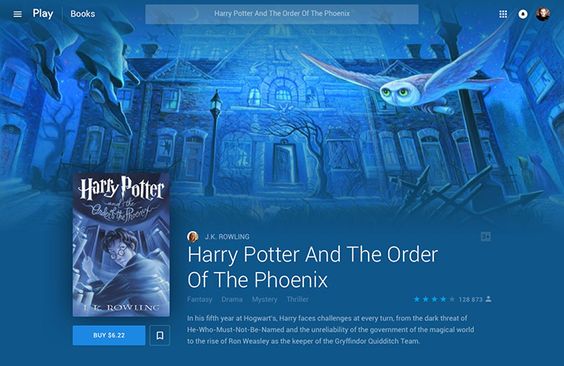 Play
Books
Harry Potter And The Order Of The Phoenix
Harry Potter
and the
Order of the Phoenix
J.K. ROWLING
BUY $6.22
J.K. ROWLING
Harry Potter And The Order
Of The Phoenix
Fantasy Drama Mystery Thriller
128 873
In his fifth year at Hogwart's, Harry faces challenges at every turn, from the dark threat of
He-Who-Must-Not-Be-Named and the unreliability of the government of the magical world
to the rise of Ron Weasley as the keeper of the Gryffindor Quidditch Team.